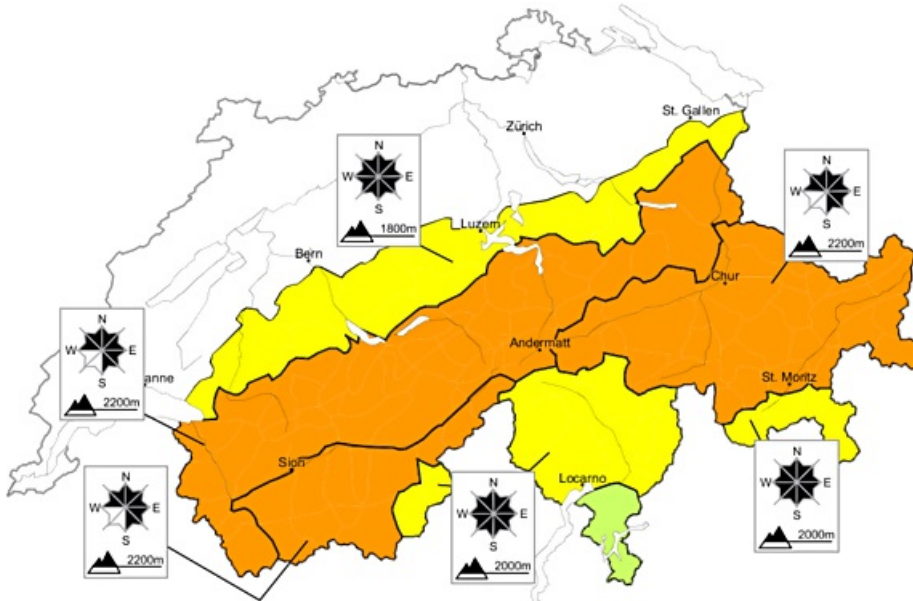 St. Gallen
Zürich
N
W E
S
1800m
Luzern
N
W E
S
2200m
Bern
Chur
N
W E
S
2200m
anne
Andermatt
St. Moritz
Sion
N
W E
S
2200m
Locarno
N
W E
S
2000m
N
W E
S
2000m